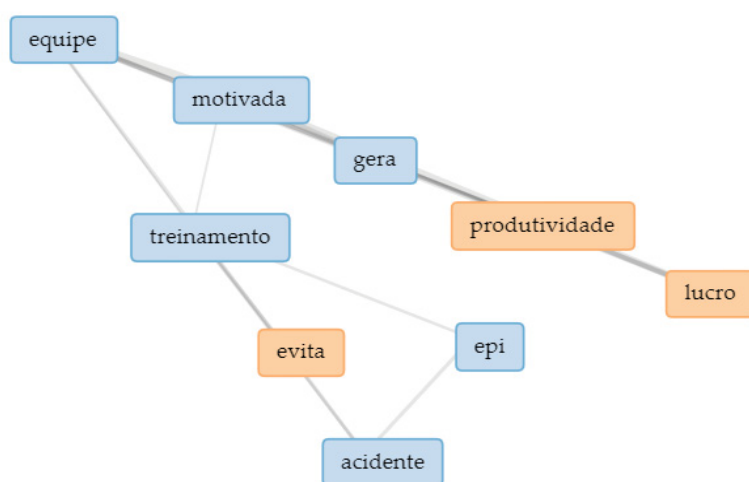 equipe
motivada
gera
produtividade
treinamento
lucro
evita
epi
acidente